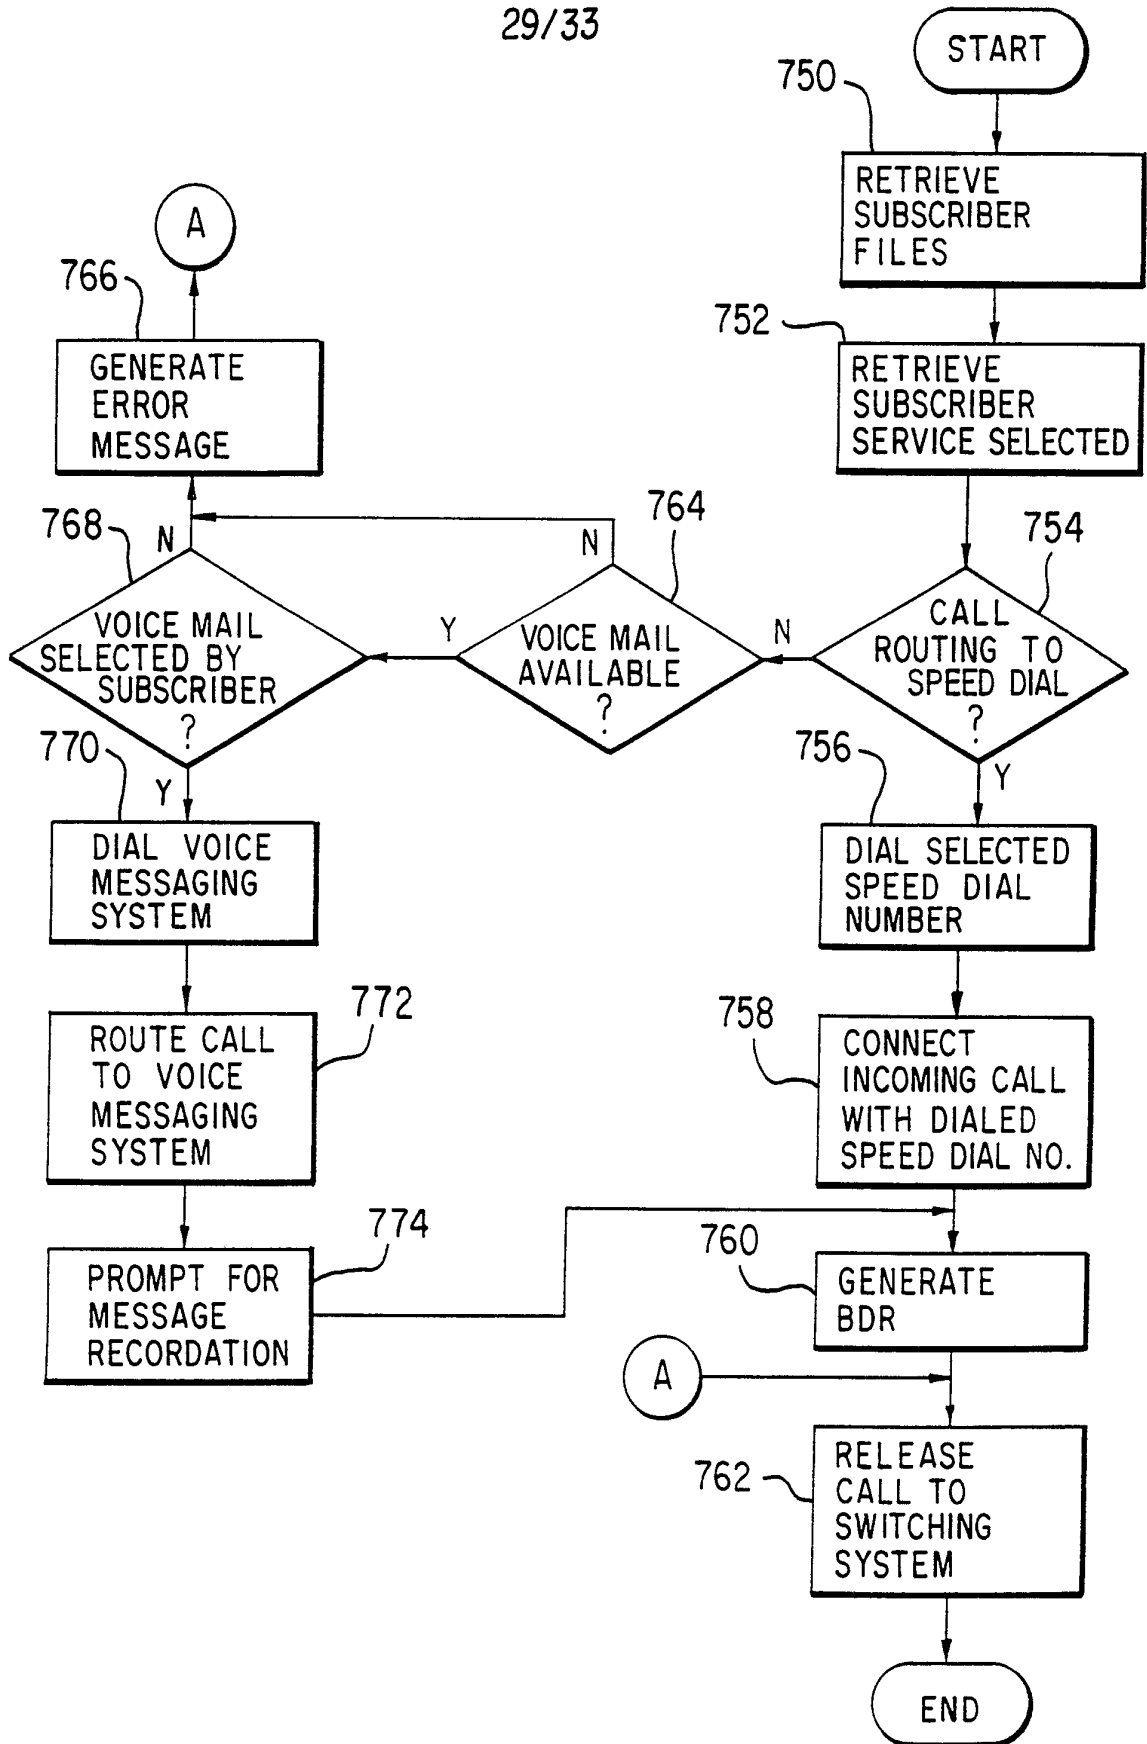 29/33
START
750
RETRIEVE
SUBSCRIBER
FILES
752
RETRIEVE
SUBSCRIBER
SERVICE SELECTED
754
CALL
ROUTING TO
SPEED DIAL
?
N
Y
764
VOICE MAIL
AVAILABLE
?
N
Y
768
VOICE MAIL
SELECTED BY
SUBSCRIBER
?
N
Y
766
GENERATE
ERROR
MESSAGE
A
770
DIAL VOICE
MESSAGING
SYSTEM
772
ROUTE CALL
TO VOICE
MESSAGING
SYSTEM
774
PROMPT FOR
MESSAGE
RECORDATION
756
DIAL SELECTED
SPEED DIAL
NUMBER
758
CONNECT
INCOMING CALL
WITH DIALED
SPEED DIAL NO.
760
GENERATE
BDR
A
762
RELEASE
CALL TO
SWITCHING
SYSTEM
END